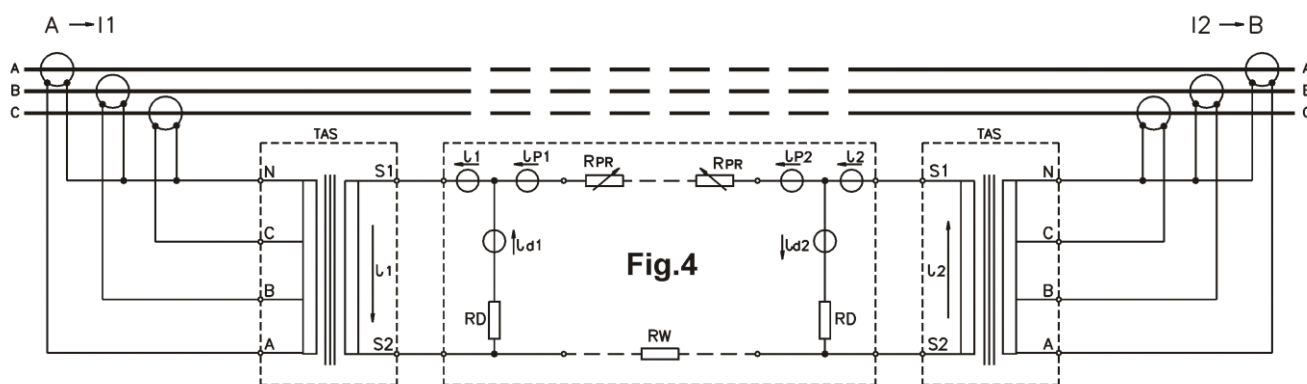 A → I1
I2 → B
A
A
B
B
C
C
TAS
TAS
N
S1
ι1
ιP1
RPR
RPR
ιP2
ι2
S1
N
C
C
ι1
ιd1
Fig.4
ιd2
ι2
B
B
RD
RD
A
S2
RW
S2
A